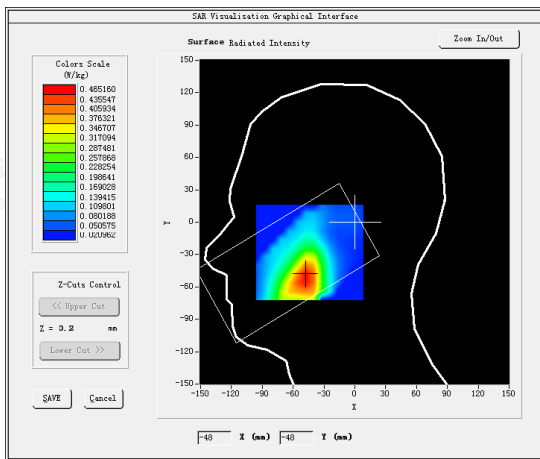 SAR Visualisation Graphical Interface
Surface Radiated Intensity
Zoom In/Out
Colors Scale
(W/kg)
0.465160
0.435547
0.405934
0.376321
0.346707
0.317094
0.287481
0.257868
0.228254
0.198641
0.169028
0.139415
0.109801
0.080188
0.050575
0.020962
Z-Cuts Control
<< Upper Cut
Z = 3.2 mm
Lower Cut >>
SAVE
Cancel
150
120
90
60
30
0
-30
-60
-90
-120
-150
Y
-150 -120 -90 -60 -30 0 30 60 90 120 150
X
-48 X (mm) -48 Y (mm)